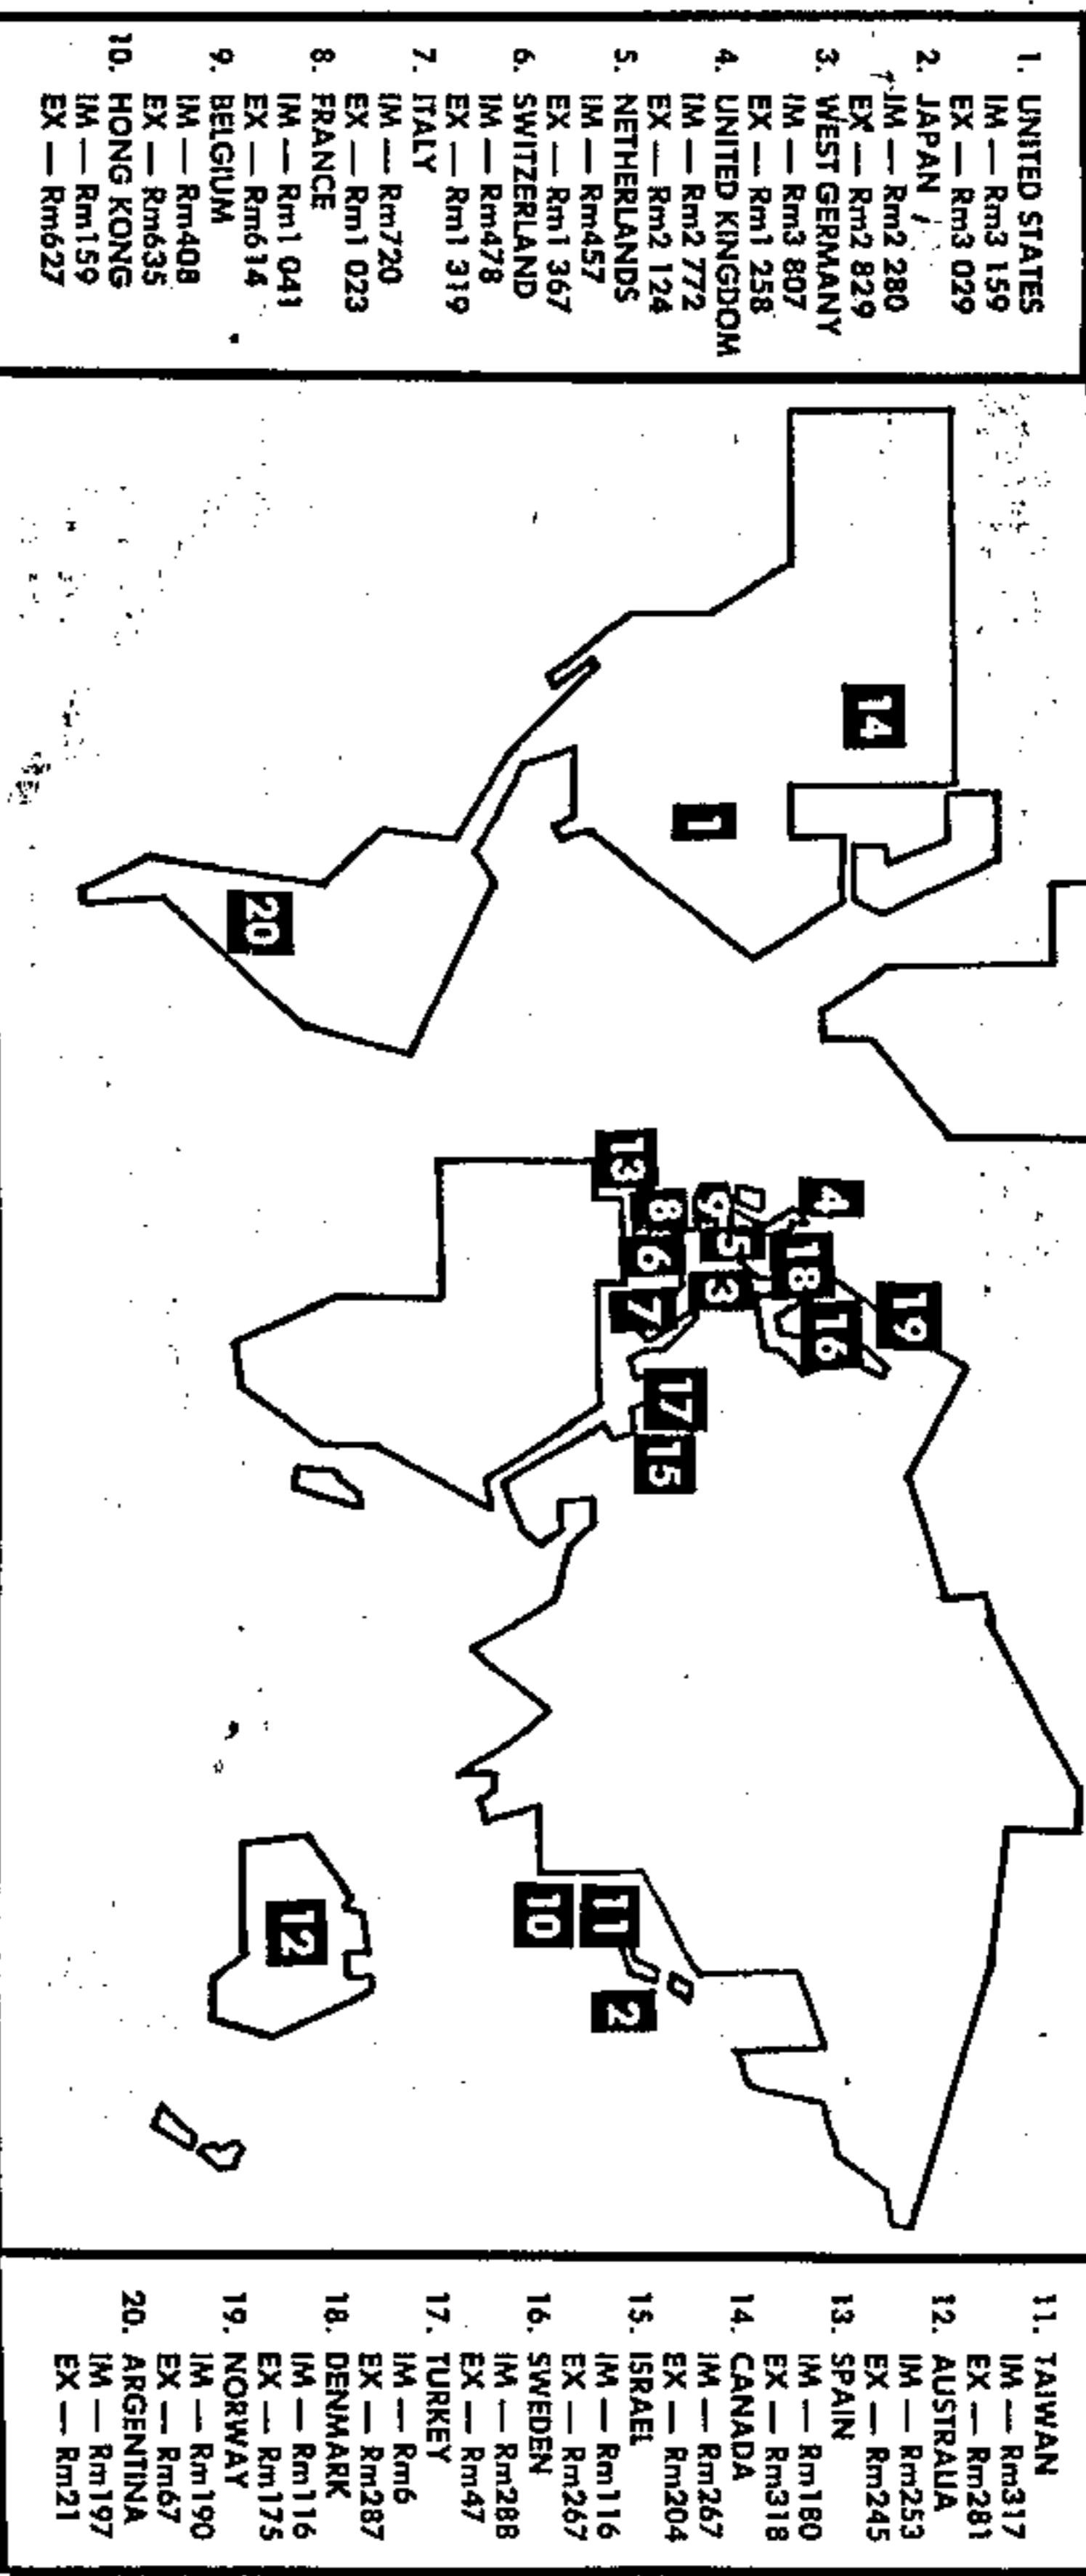 1. UNITED STATES
IM — Rm3 159
EX — Rm3 029
2. JAPAN
IM — Rm2 280
EX — Rm2 829
3. WEST GERMANY
IM — Rm3 807
EX — Rm1 258
4. UNITED KINGDOM
IM — Rm2 772
EX — Rm2 124
5. NETHERLANDS
IM — Rm457
EX — Rm1 367
6. SWITZERLAND
IM — Rm478
EX — Rm1 319
7. ITALY
IM — Rm720
EX — Rm1 023
8. FRANCE
IM — Rm1 041
EX — Rm614
9. BELGIUM
IM — Rm408
EX — Rm635
10. HONG KONG
IM — Rm159
EX — Rm627
14
1
20
4
19
18
16
9
5
3
13
8
6
7
17
15
10
11
2
12
11. TAIWAN
IM — Rm317
EX — Rm281
12. AUSTRALIA
IM — Rm253
EX — Rm245
13. SPAIN
IM — Rm180
EX — Rm318
14. CANADA
IM — Rm267
EX — Rm204
15. ISRAEL
IM — Rm116
EX — Rm267
16. SWEDEN
IM — Rm288
EX — Rm47
17. TURKEY
IM — Rm6
EX — Rm287
18. DENMARK
IM — Rm116
EX — Rm175
19. NORWAY
IM — Rm190
EX — Rm67
20. ARGENTINA
IM — Rm197
EX — Rm21